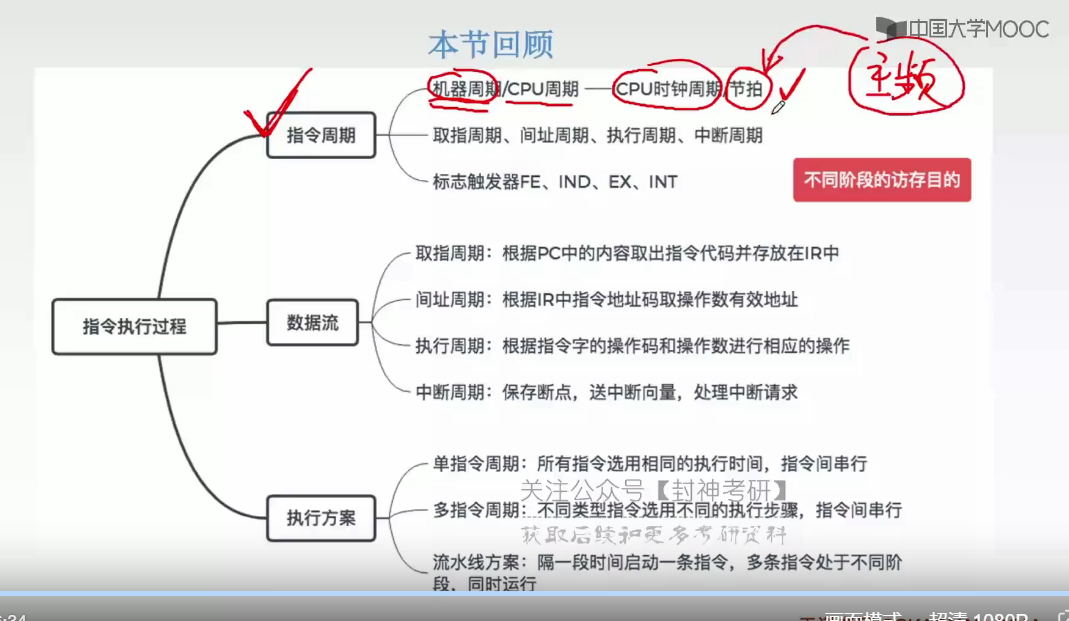 中国大学MOOC
本节回顾
主频
机器周期/CPU周期 CPU时钟周期 节拍
指令周期
取指周期、间址周期、执行周期、中断周期
标志触发器FE、IND、EX、INT
不同阶段的访存目的
取指周期：根据PC中的内容取出指令代码并存放在IR中
间址周期：根据IR中指令地址码取操作数有效地址
指令执行过程
数据流
执行周期：根据指令字的操作码和操作数进行相应的操作
中断周期：保存断点，送中断向量，处理中断请求
单指令周期：所有指令选用相同的执行时间，指令间串行
关注公众号【封神考研】
执行方案
多指令周期：不同类型指令选用不同的执行步骤，指令间串行
获取后续和更多考研资料
流水线方案：隔一段时间启动一条指令，多条指令处于不同阶
段，同时运行
:34
画面模式 超清 1080P